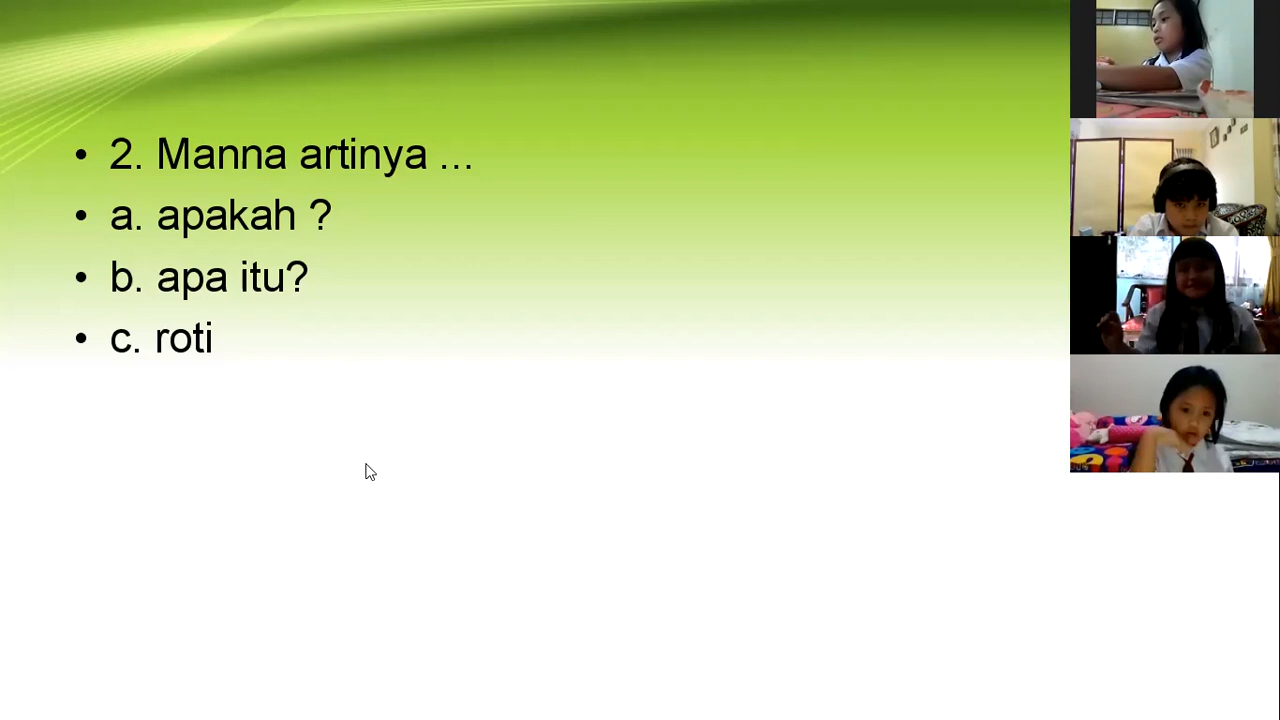 • 2. Manna artinya ...
• a. apakah ?
• b. apa itu?
• c. roti